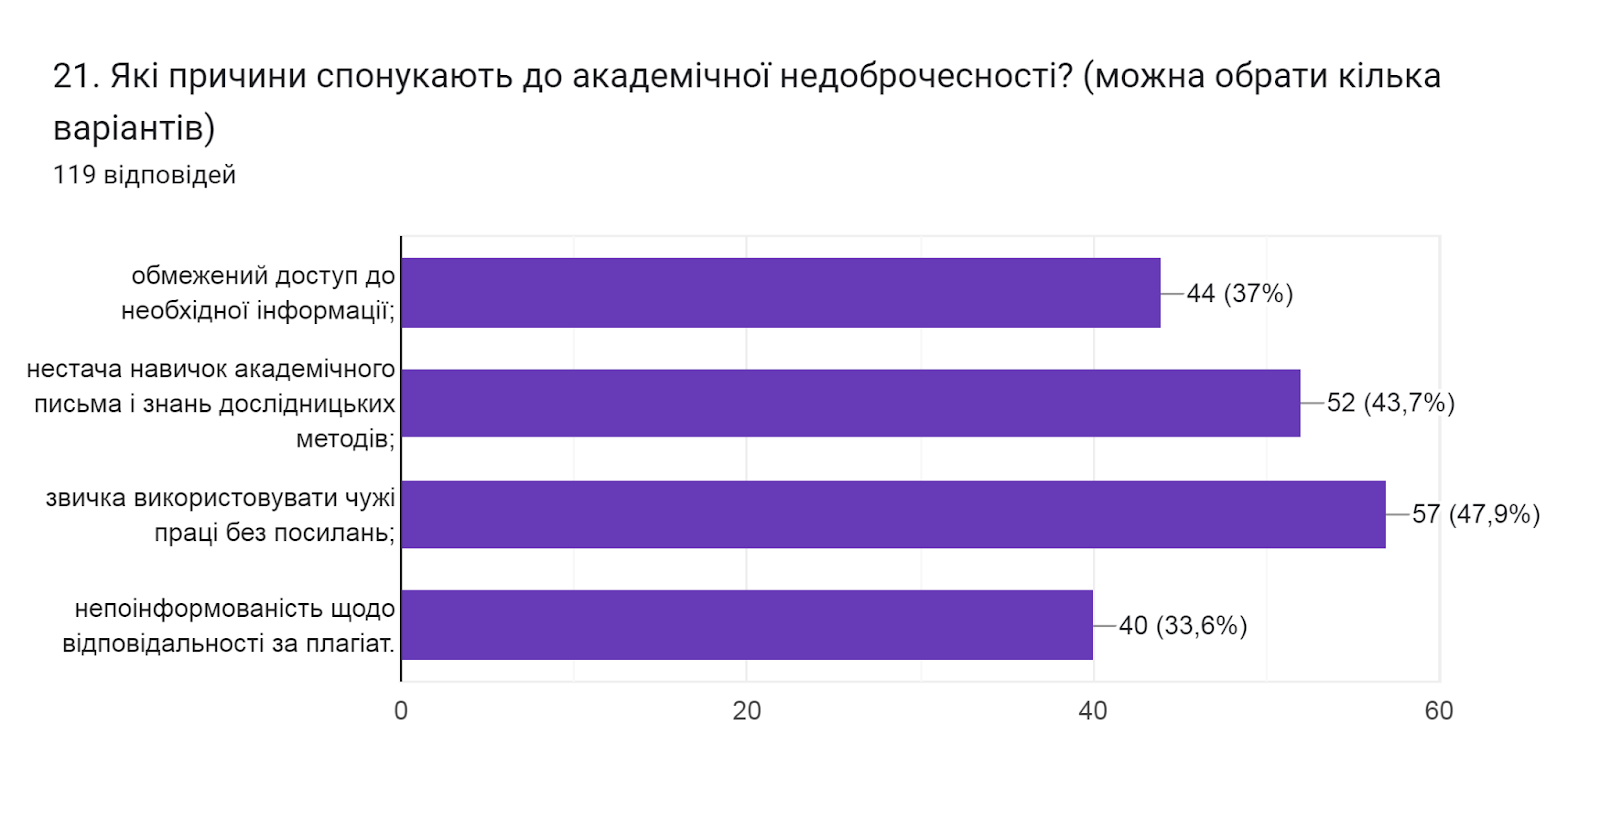 21. Які причини спонукають до академічної недоброчесності? (можна обрати кілька
варіантів)
119 відповідей
обмежений доступ до
необхідної інформації;
44 (37%)
нестача навичок академічного
письма і знань дослідницьких
методів;
52 (43,7%)
звичка використовувати чужі
праці без посилань;
57 (47,9%)
непоінформованість щодо
відповідальності за плагіат.
40 (33,6%)
0 20 40 60